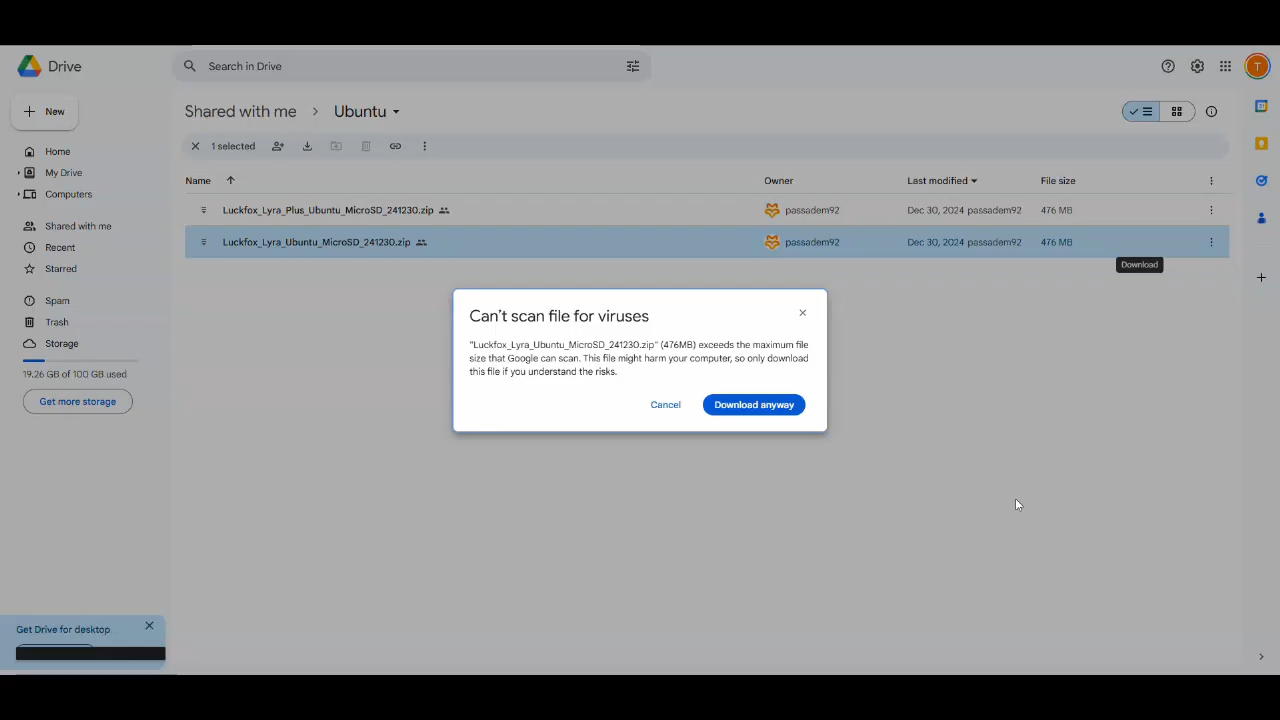 Drive
Search in Drive
T
New
Shared with me > Ubuntu
1 selected
Home
My Drive
Computers
Shared with me
Recent
Starred
Spam
Trash
Storage
19.26 GB of 100 GB used
Get more storage
Name Owner Last modified File size
Luckfox_Lyra_Plus_Ubuntu_MicroSD_241230.zip passadem92 Dec 30, 2024 passadem92 476 MB
Luckfox_Lyra_Ubuntu_MicroSD_241230.zip passadem92 Dec 30, 2024 passadem92 476 MB
Download
Can't scan file for viruses
"Luckfox_Lyra_Ubuntu_MicroSD_241230.zip" (476MB) exceeds the maximum file
size that Google can scan. This file might harm your computer, so only download
this file if you understand the risks.
Cancel Download anyway
Get Drive for desktop